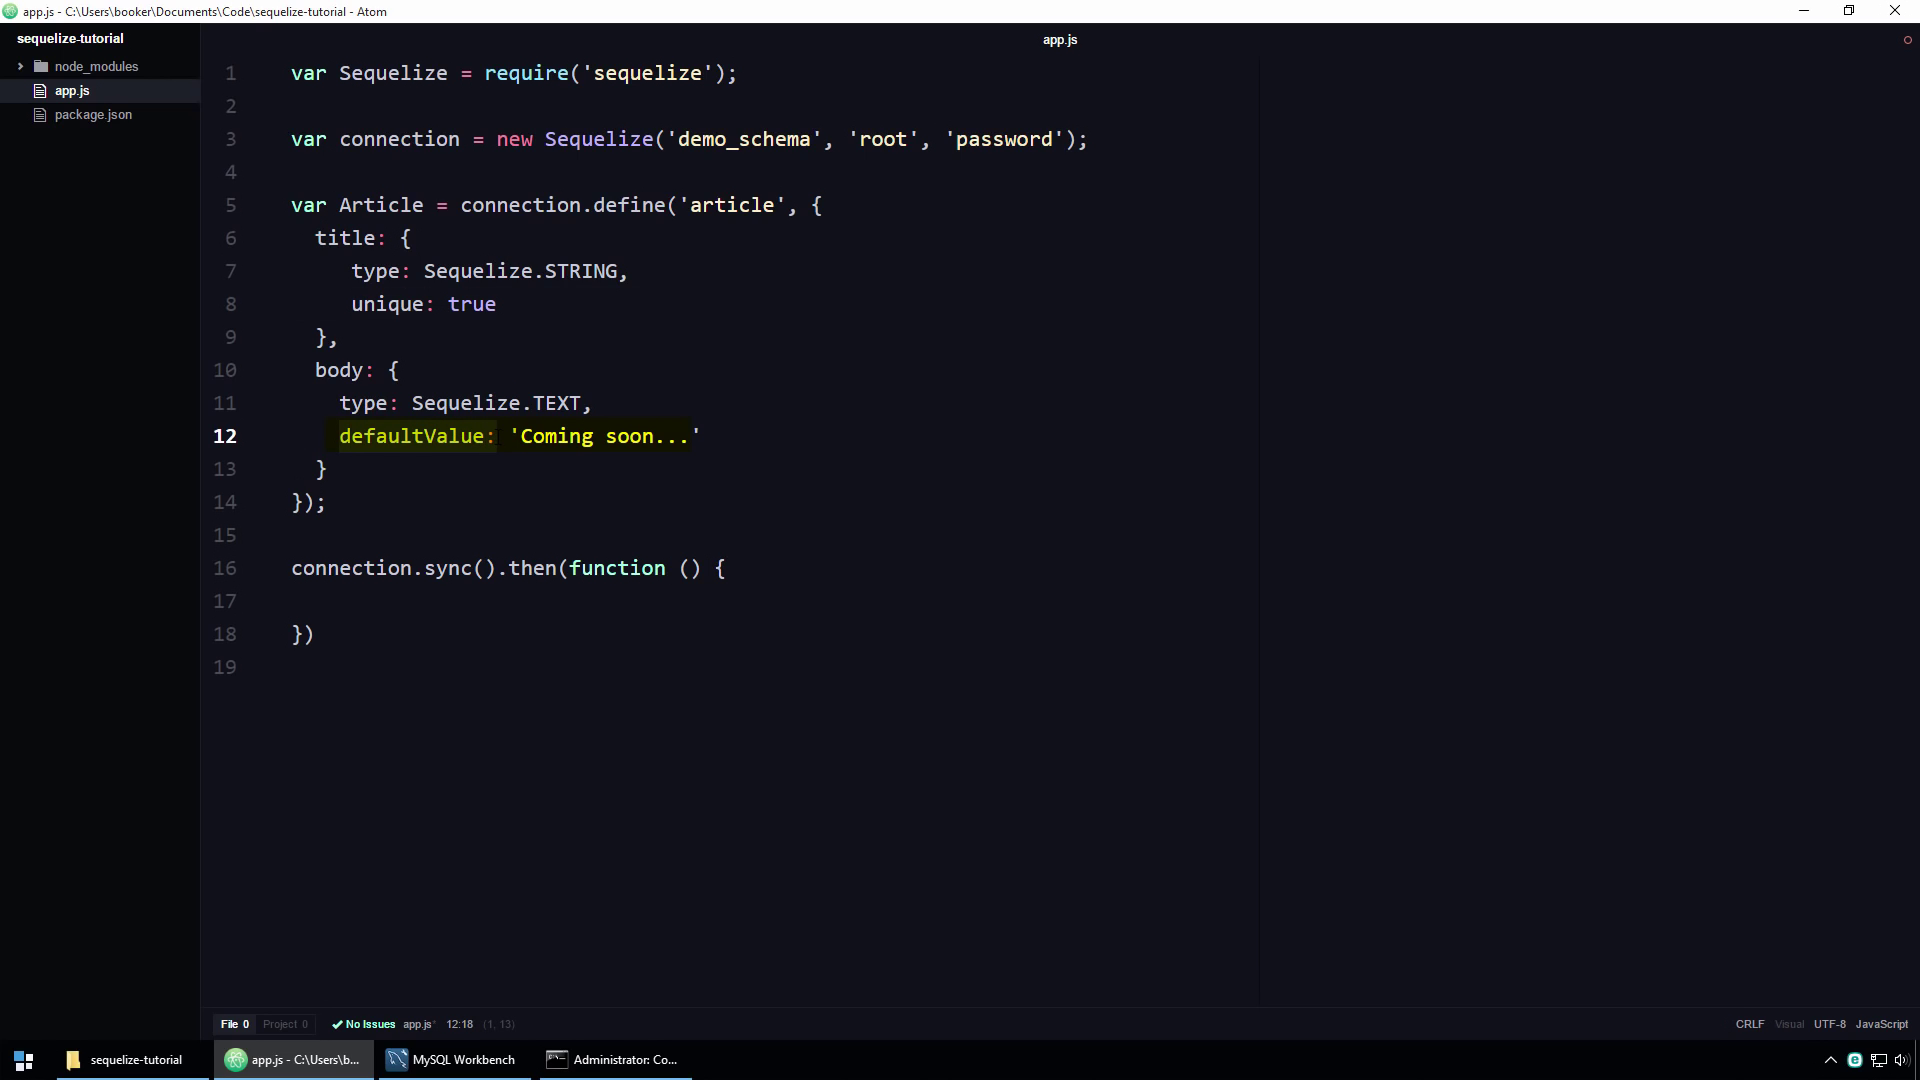 app.js - C:\Users\booker\Documents\Code\sequelize-tutorial - Atom
sequelize-tutorial
node_modules
app.js
package.json
app.js
1 var Sequelize = require('sequelize');
2
3 var connection = new Sequelize('demo_schema', 'root', 'password');
4
5 var Article = connection.define('article', {
6 title: {
7 type: Sequelize.STRING,
8 unique: true
9 },
10 body: {
11 type: Sequelize.TEXT,
12 defaultValue: 'Coming soon...'
13 }
14 });
15
16 connection.sync().then(function () {
17
18 })
19
File 0 Project 0 No Issues app.js* 12:18 (1, 13) CRLF Visual UTF-8 JavaScript
sequelize-tutorial app.js - C:\Users\b... MySQL Workbench Administrator: Co...